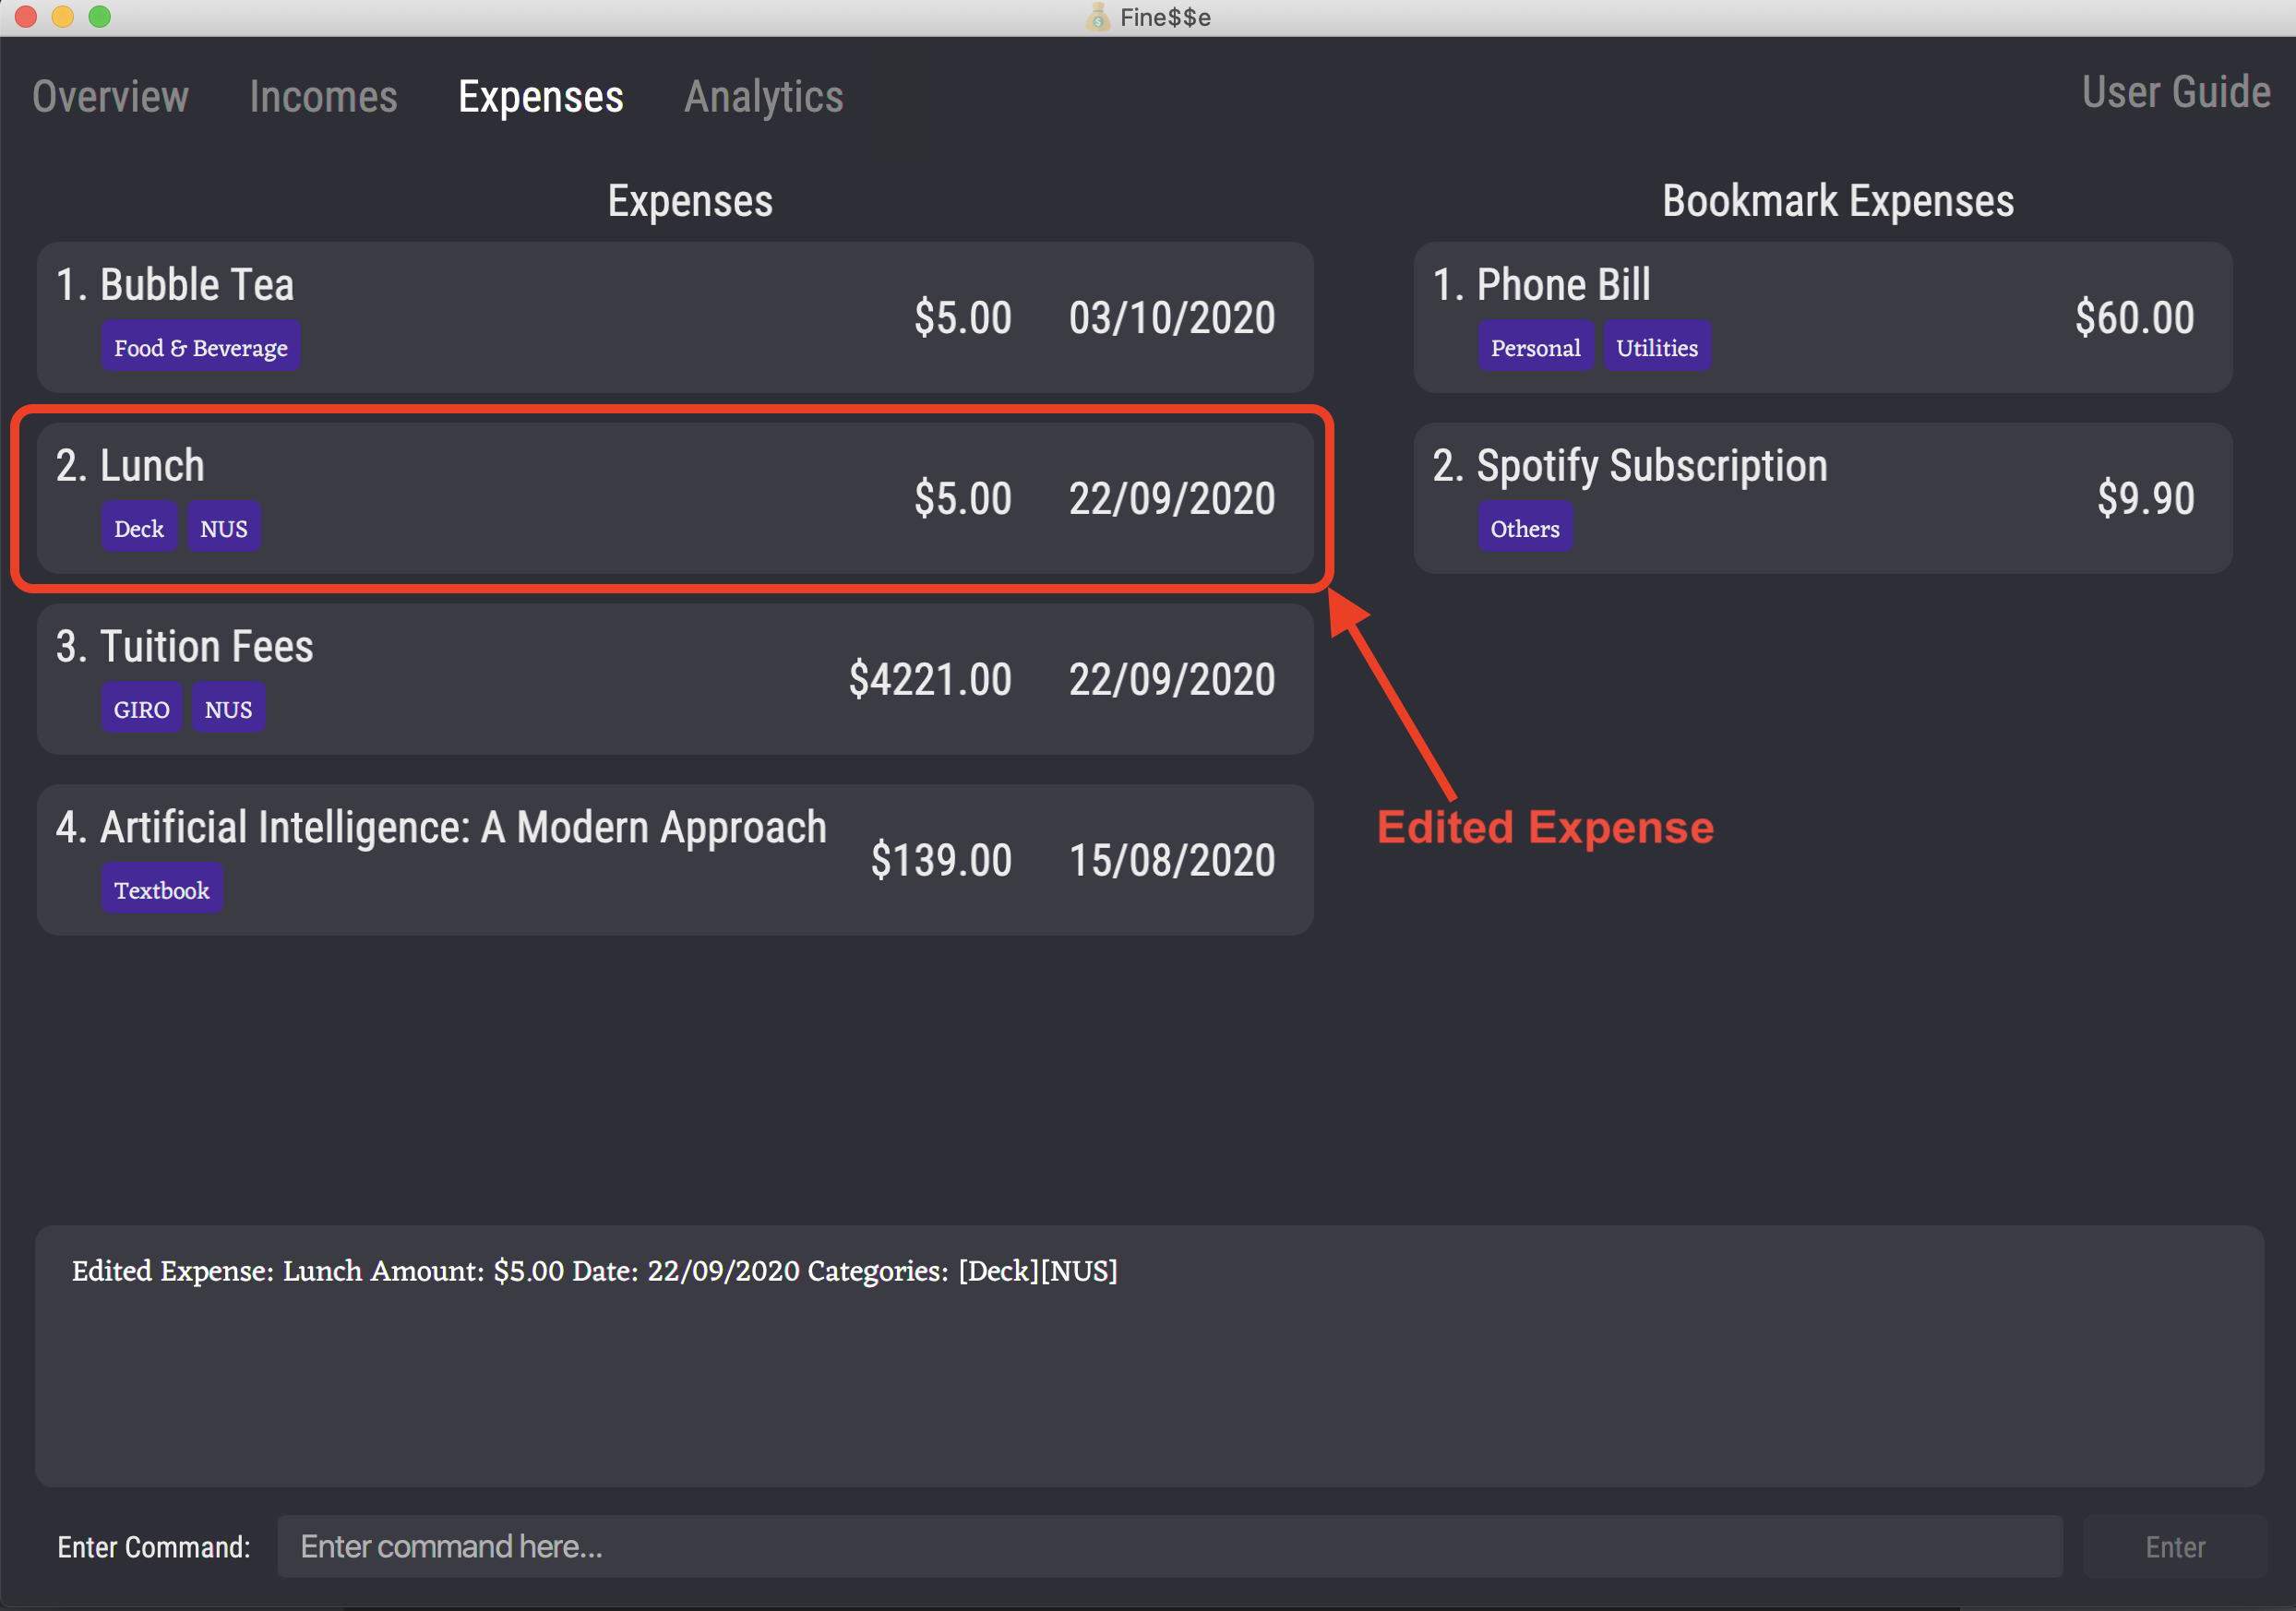 Fine$$e
Overview Incomes Expenses Analytics User Guide
Expenses
1. Bubble Tea
$5.00 03/10/2020
Food & Beverage
2. Lunch
$5.00 22/09/2020
Deck NUS
3. Tuition Fees
$4221.00 22/09/2020
GIRO NUS
4. Artificial Intelligence: A Modern Approach
$139.00 15/08/2020
Textbook
Bookmark Expenses
1. Phone Bill
$60.00
Personal Utilities
2. Spotify Subscription
$9.90
Others
Edited Expense
Edited Expense: Lunch Amount: $5.00 Date: 22/09/2020 Categories: [Deck][NUS]
Enter Command: Enter command here... Enter